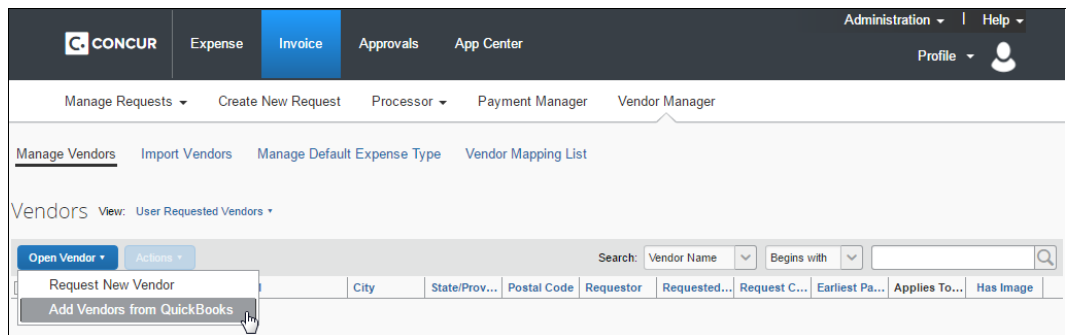 Administration | Help
C. CONCUR Expense Invoice Approvals App Center
Profile
Manage Requests Create New Request Processor Payment Manager Vendor Manager
Manage Vendors Import Vendors Manage Default Expense Type Vendor Mapping List
Vendors View: User Requested Vendors
Open Vendor Actions Search: Vendor Name Begins with
City State/Prov... Postal Code Requestor Requested... Request C... Earliest Pa... Applies To... Has Image
Request New Vendor
Add Vendors from QuickBooks